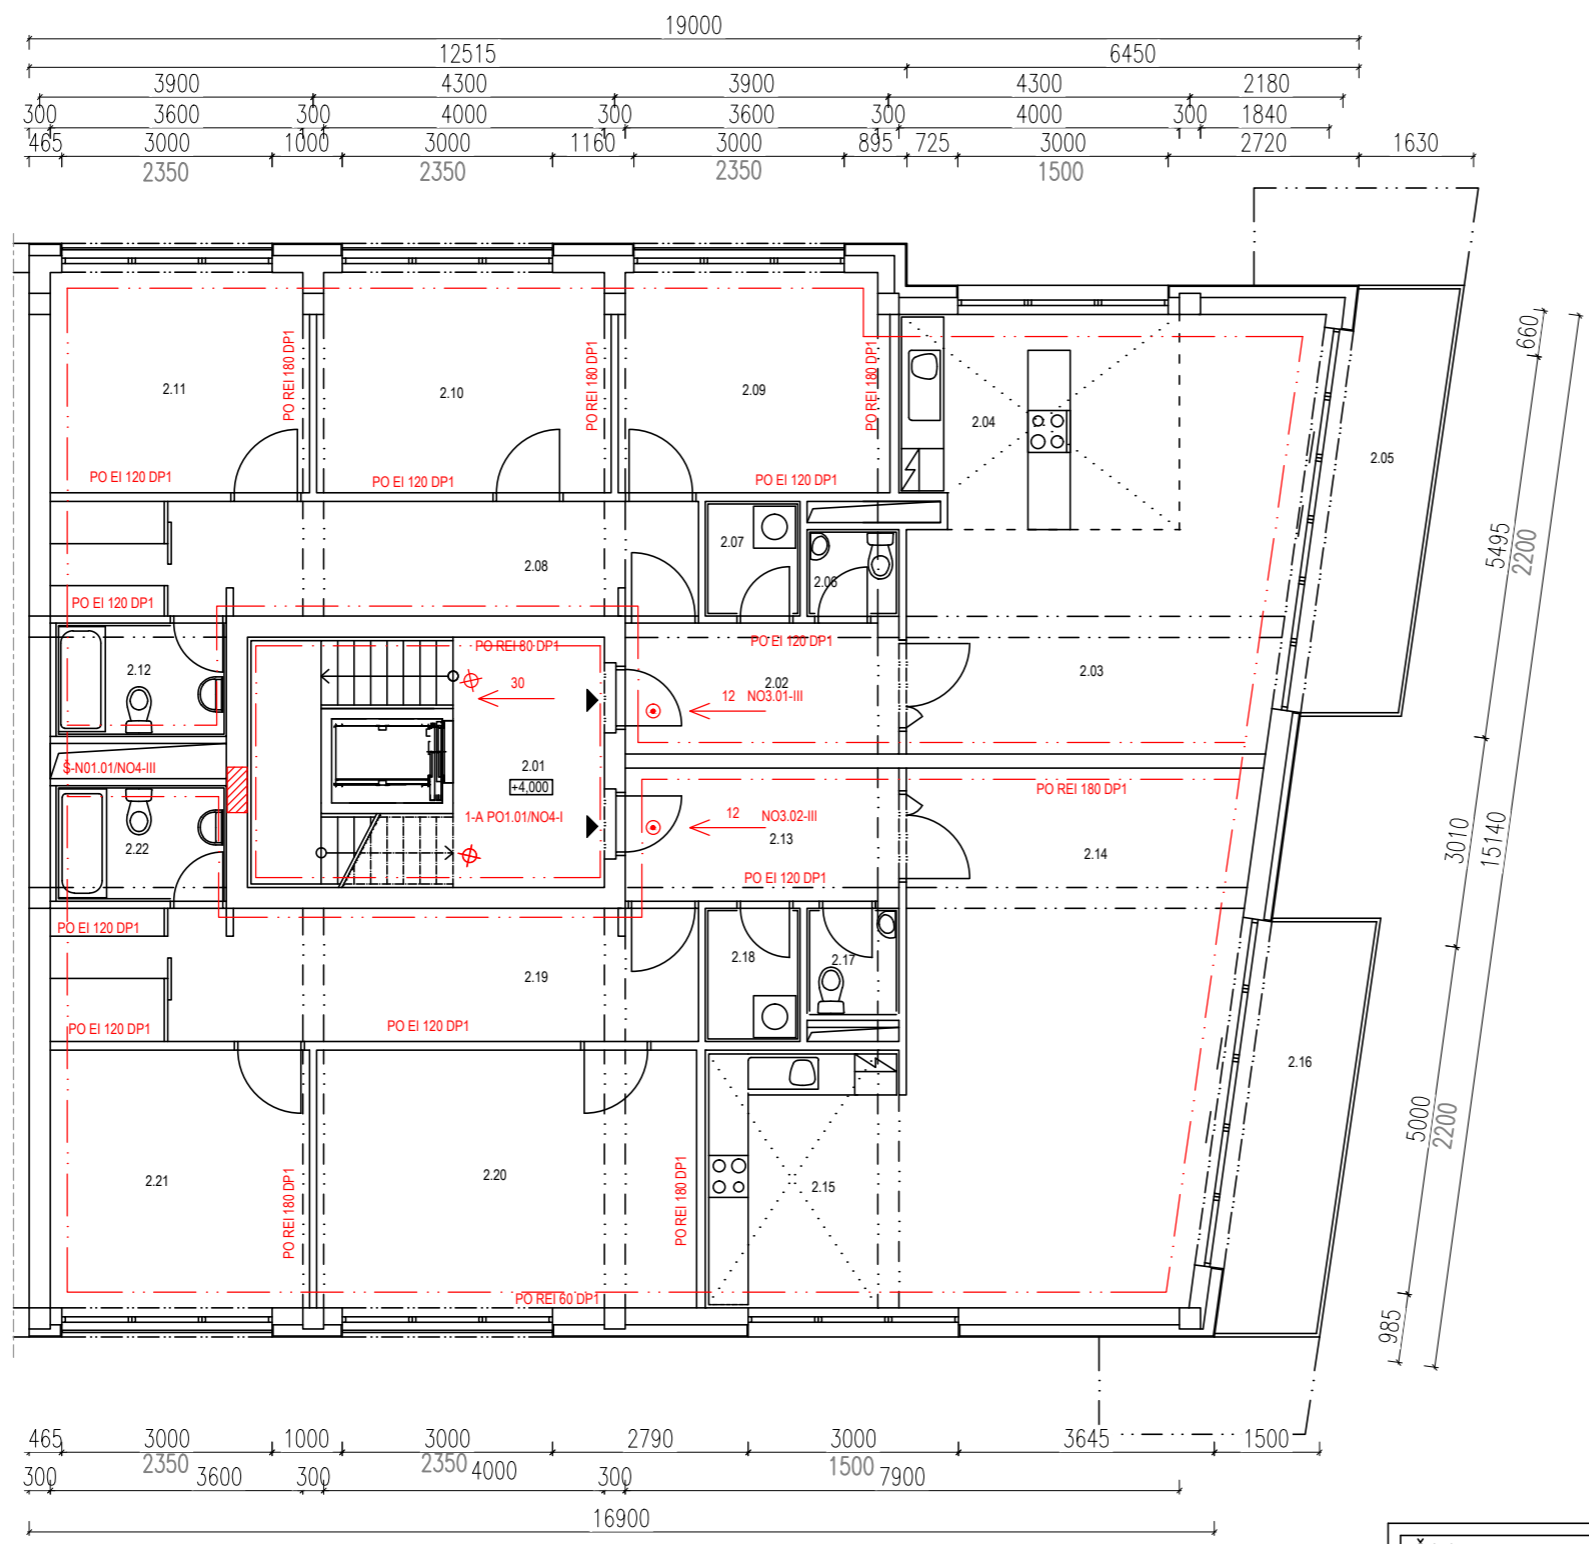 19000
12515 6450
3900 4300 3900 4300 2180
300 3600 300 4000 300 3600 300 4000 300 1840
465 3000 1000 3000 1160 3000 895 725 3000 2720 1630
2350 2350 2350 1500
660
5495
2200
3010
15140
5000
2200
985
2.11
PO REI 180 DP1
2.10
PO REI 180 DP1
2.09
PO REI 180 DP1
2.04
2.05
PO EI 120 DP1
PO EI 120 DP1
PO EI 120 DP1
2.07
2.06
2.08
PO EI 120 DP1
PO REI 80 DP1
PO EI 120 DP1
2.12
30
2.02
12 NO3.01-III
2.03
Š-N01.01/NO4-III
2.01
+4,000
PO REI 180 DP1
1-A PO1.01/NO4-I
12 NO3.02-III
2.13
2.22
2.14
PO EI 120 DP1
PO EI 120 DP1
2.19
2.18
2.17
PO EI 120 DP1
PO EI 120 DP1
2.16
2.21
PO REI 180 DP1
2.20
PO REI 180 DP1
2.15
PO REI 60 DP1
465 3000 1000 3000 2790 3000 3645 1500
2350 2350 1500
300 3600 300 4000 300 7900
16900